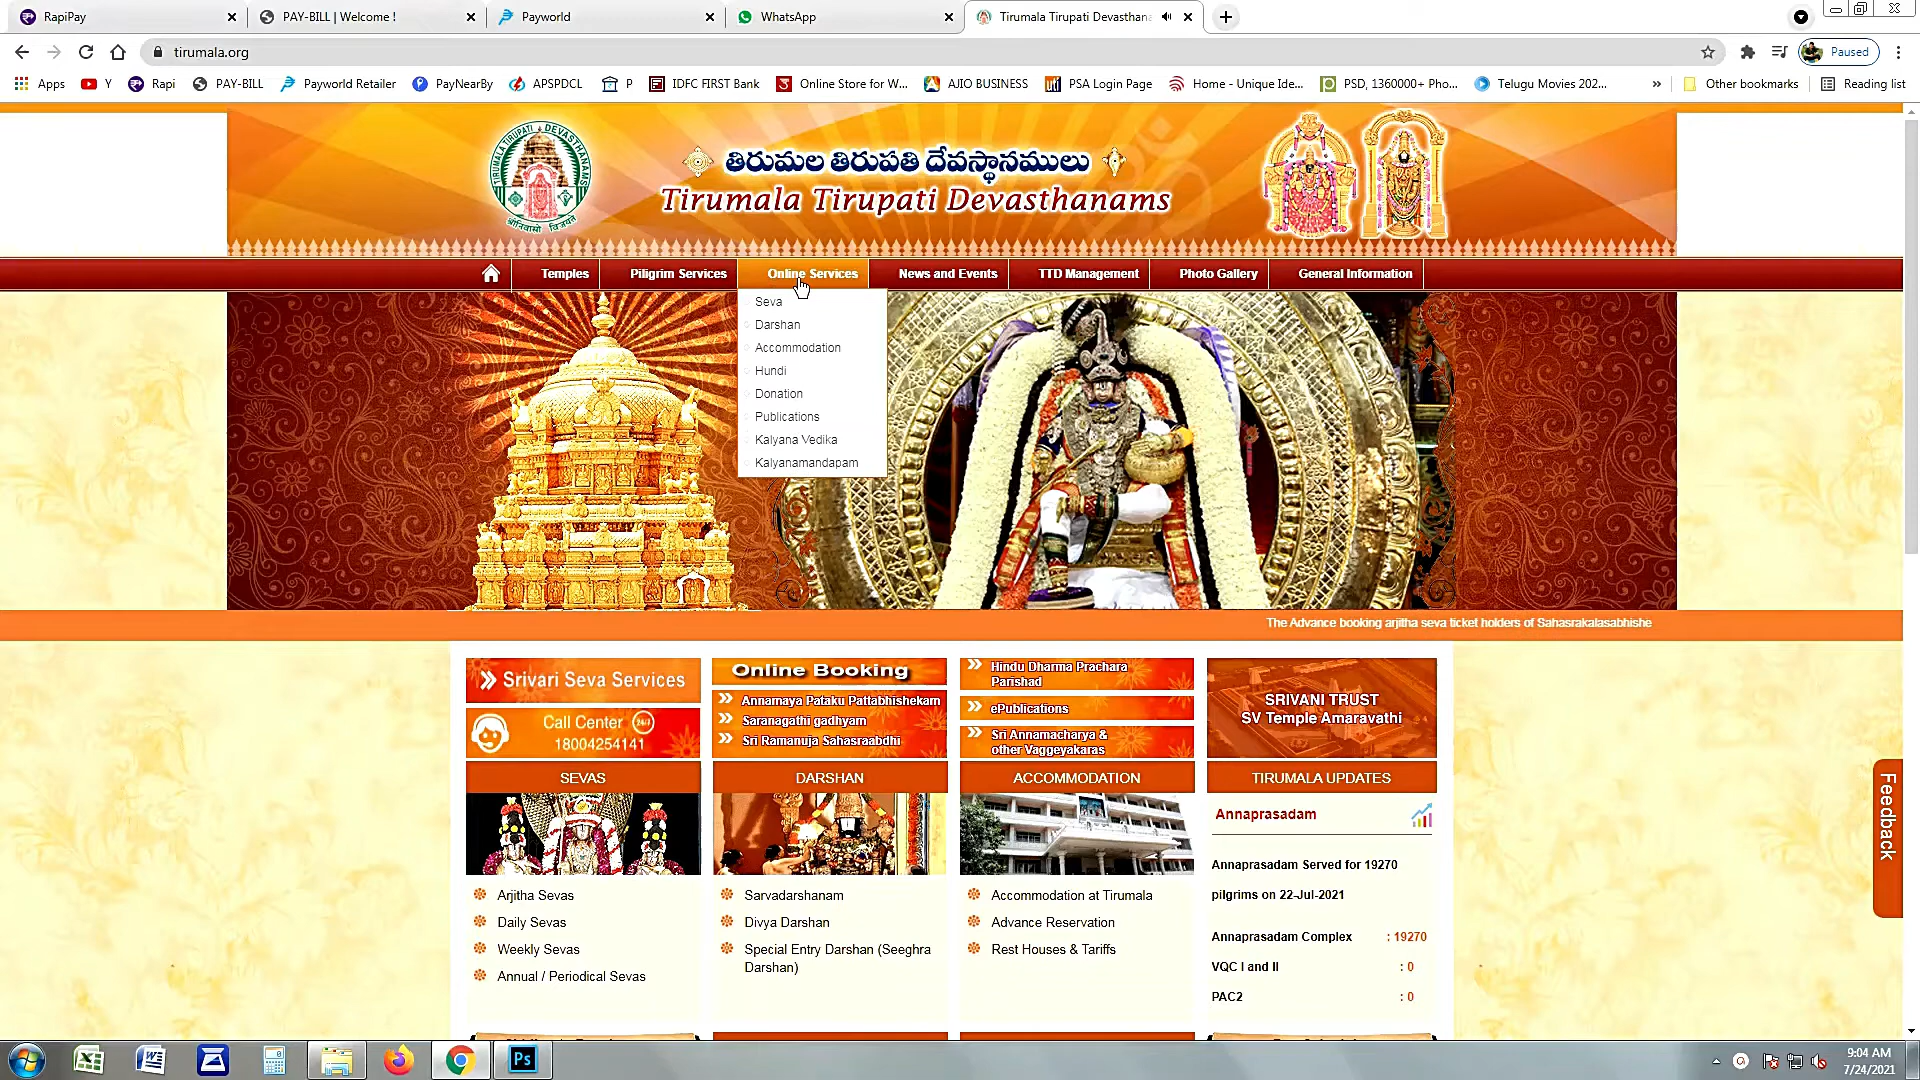 RapiPay
PAY-BILL | Welcome !
Payworld
WhatsApp
Tirumala Tirupati Devasthana
tirumala.org
Paused
Apps
Y
Rapi
PAY-BILL
Payworld Retailer
PayNearBy
APSPDCL
P
IDFC FIRST Bank
Online Store for W...
AJIO BUSINESS
PSA Login Page
Home - Unique Ide...
PSD, 1360000+ Pho...
Telugu Movies 202...
»
Other bookmarks
Reading list
TIRUMALA TIRUPATI DEVASTHANAMS
श्रीनिवासो विजयते
తిరుమల తిరుపతి దేవస్థానములు
Tirumala Tirupati Devasthanams
Temples
Piligrim Services
Online Services
News and Events
TTD Management
Photo Gallery
General Information
Seva
Darshan
Accommodation
Hundi
Donation
Publications
Kalyana Vedika
Kalyanamandapam
The Advance booking arjitha seva ticket holders of Sahasrakalasabhishe
Srivari Seva Services
Call Center 24/7
18004254141
Online Booking
Annamaya Pataku Pattabhishekam
Saranagathi gadhyam
Sri Ramanuja Sahasraabdhi
Hindu Dharma Prachara
Parishad
ePublications
Sri Annamacharya &
other Vaggeyakaras
SRIVANI TRUST
SV Temple Amaravathi
SEVAS
Arjitha Sevas
Daily Sevas
Weekly Sevas
Annual / Periodical Sevas
DARSHAN
Sarvadarshanam
Divya Darshan
Special Entry Darshan (Seeghra
Darshan)
ACCOMMODATION
Accommodation at Tirumala
Advance Reservation
Rest Houses & Tariffs
TIRUMALA UPDATES
Annaprasadam
Annaprasadam Served for 19270
pilgrims on 22-Jul-2021
Annaprasadam Complex : 19270
VQC I and II : 0
PAC2 : 0
Feedback
Ps
9:04 AM
7/24/2021